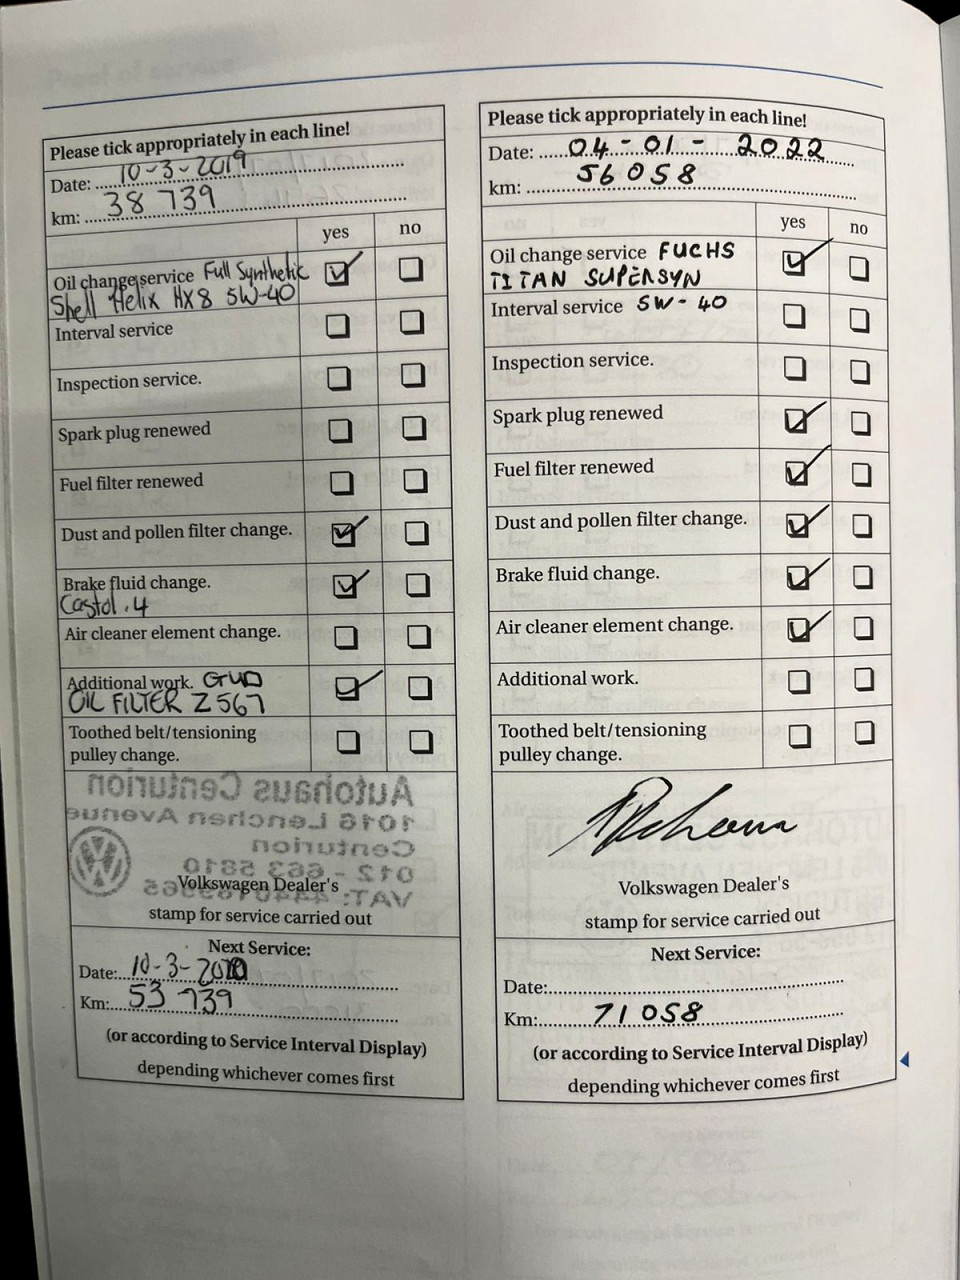 Please tick appropriately in each line!
Date: 10-3-2019
km: 38 739
yes no
Oil change service Full Synthetic
Shell Helix HX8 5W-40
Interval service
Inspection service.
Spark plug renewed
Fuel filter renewed
Dust and pollen filter change.
Brake fluid change.
Castol . 4
Air cleaner element change.
Additional work. GUD
OIL FILTER Z567
Toothed belt/tensioning
pulley change.
Autohaus Centurion
1016 Lenchen Avenue
Centurion
012 - 663 5810
VAT:
Volkswagen Dealer's
stamp for service carried out
Next Service:
Date: 10-3-2020
Km: 53 739
(or according to Service Interval Display)
depending whichever comes first
Please tick appropriately in each line!
Date: 04-01-2022
km: 56058
yes no
Oil change service FUCHS
TITAN SUPERSYN
Interval service 5W-40
Inspection service.
Spark plug renewed
Fuel filter renewed
Dust and pollen filter change.
Brake fluid change.
Air cleaner element change.
Additional work.
Toothed belt/tensioning
pulley change.
Volkswagen Dealer's
stamp for service carried out
Next Service:
Date:
Km: 71 058
(or according to Service Interval Display)
depending whichever comes first